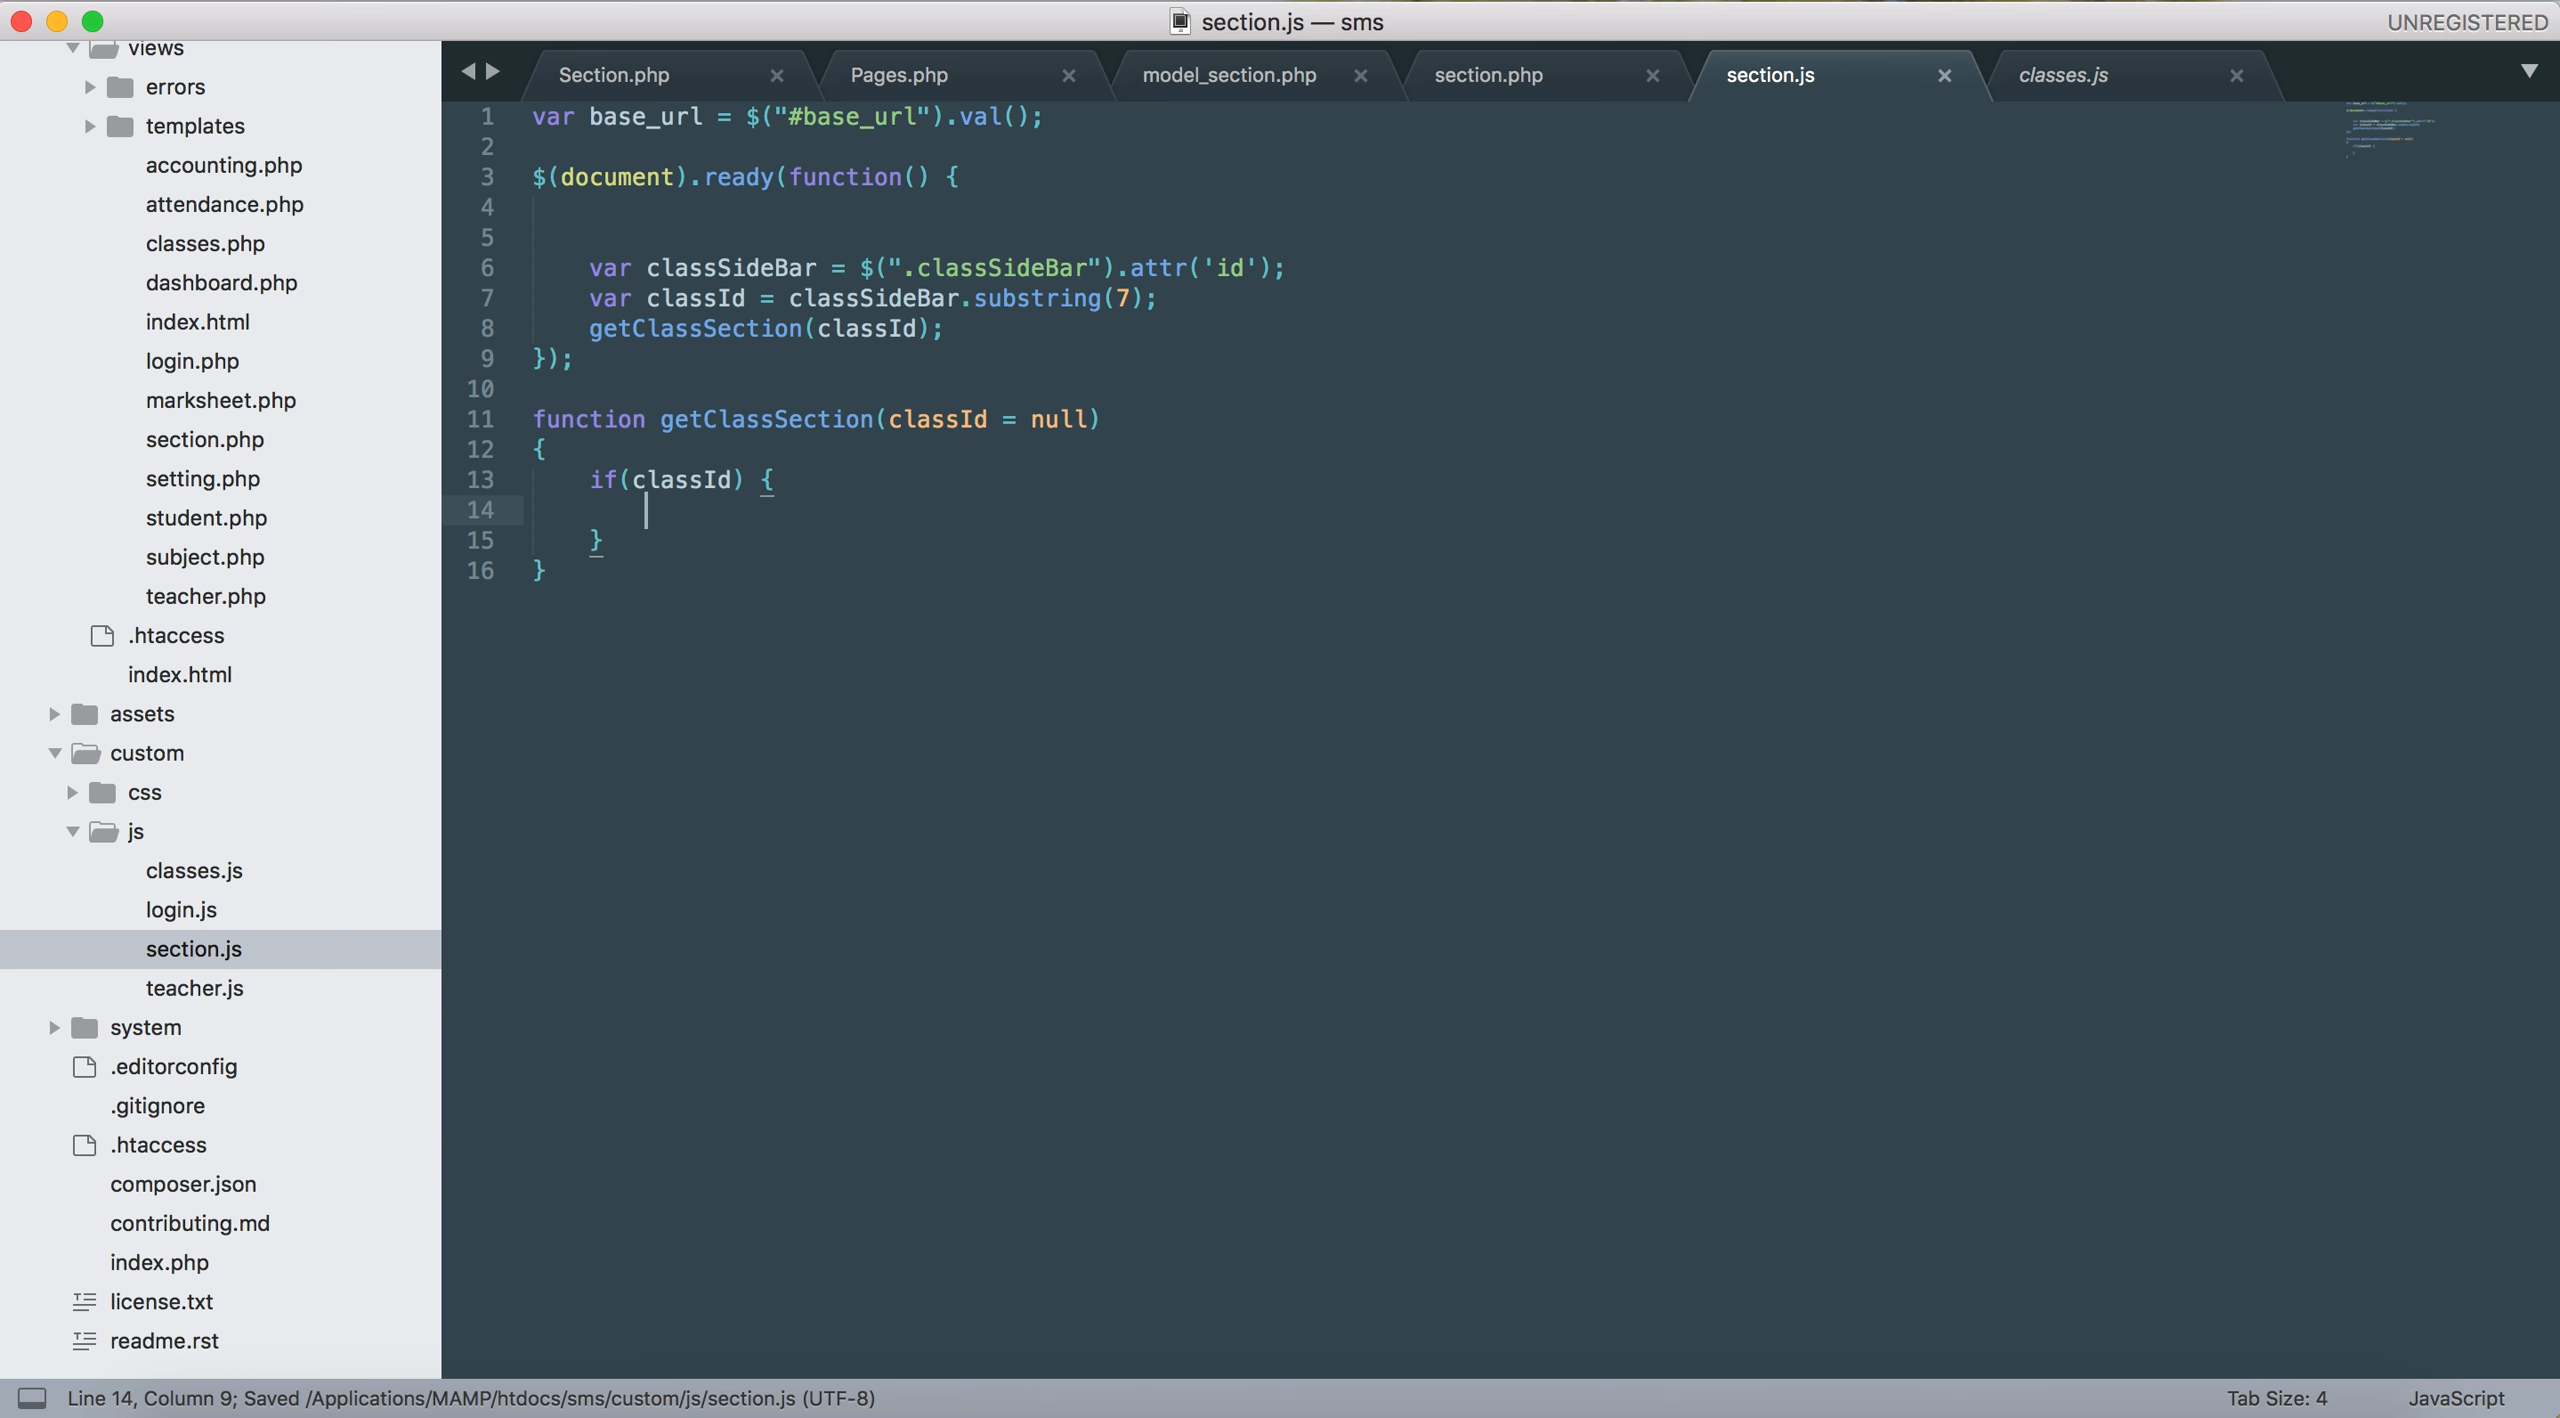 section.js — sms
UNREGISTERED
views
errors
templates
accounting.php
attendance.php
classes.php
dashboard.php
index.html
login.php
marksheet.php
section.php
setting.php
student.php
subject.php
teacher.php
.htaccess
index.html
assets
custom
css
js
classes.js
login.js
section.js
teacher.js
system
.editorconfig
.gitignore
.htaccess
composer.json
contributing.md
index.php
license.txt
readme.rst
Section.php
Pages.php
model_section.php
section.php
section.js
classes.js
1 var base_url = $("#base_url").val();
2
3 $(document).ready(function() {
4
5
6     var classSideBar = $(".classSideBar").attr('id');
7     var classId = classSideBar.substring(7);
8     getClassSection(classId);
9 });
10
11 function getClassSection(classId = null)
12 {
13     if(classId) {
14
15     }
16 }
Line 14, Column 9; Saved /Applications/MAMP/htdocs/sms/custom/js/section.js (UTF-8)
Tab Size: 4
JavaScript